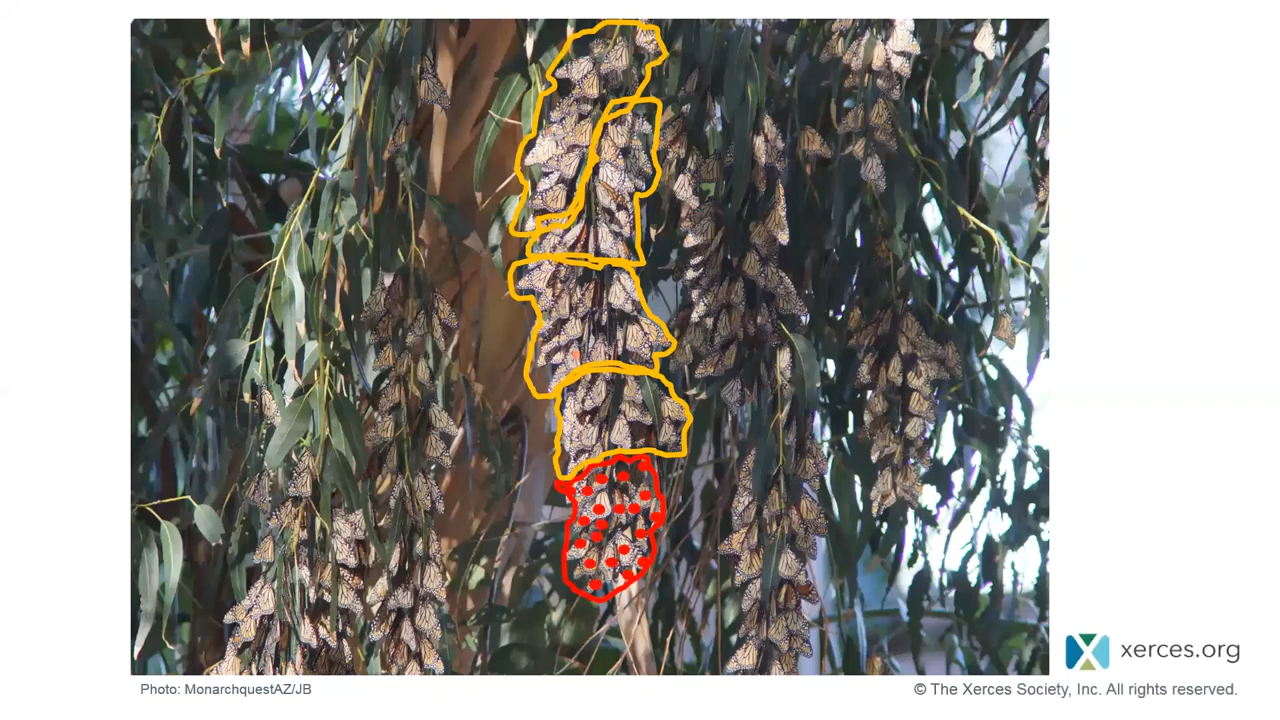 xerces.org
Photo: MonarchquestAZ/JB
© The Xerces Society, Inc. All rights reserved.